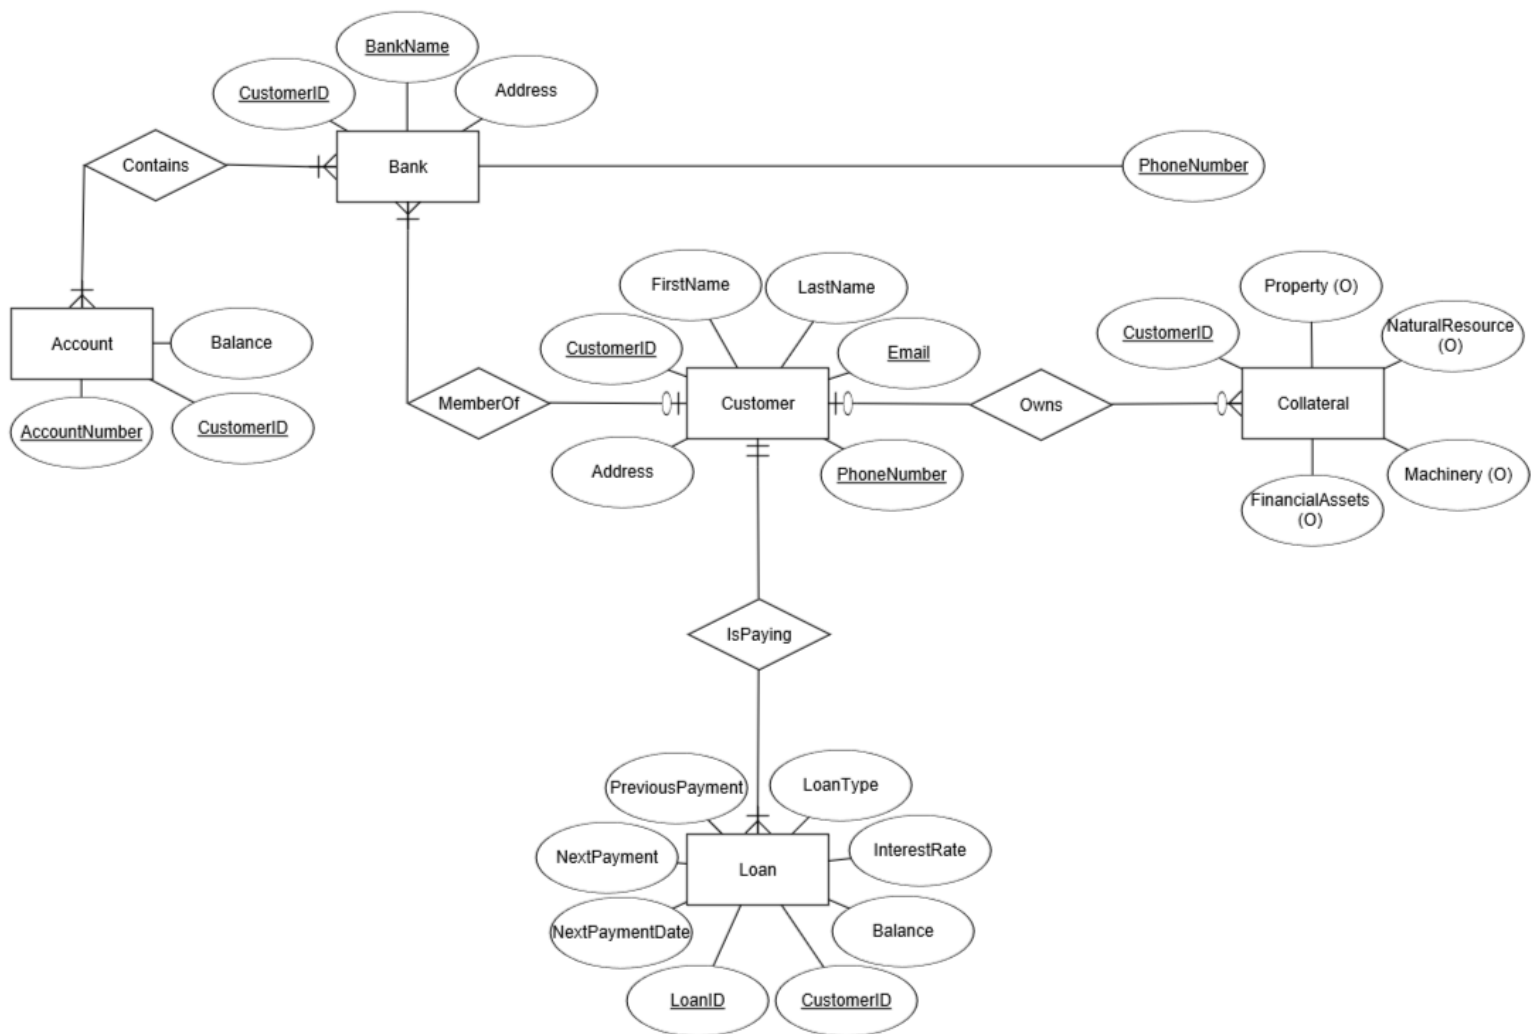 BankName
CustomerID
Address
Contains
Bank
PhoneNumber
FirstName
LastName
Property (O)
CustomerID
Email
CustomerID
NaturalResource
(O)
Account
Balance
MemberOf
Customer
Owns
Collateral
AccountNumber
CustomerID
Address
PhoneNumber
FinancialAssets
(O)
Machinery (O)
IsPaying
PreviousPayment
LoanType
NextPayment
Loan
InterestRate
NextPaymentDate
Balance
LoanID
CustomerID